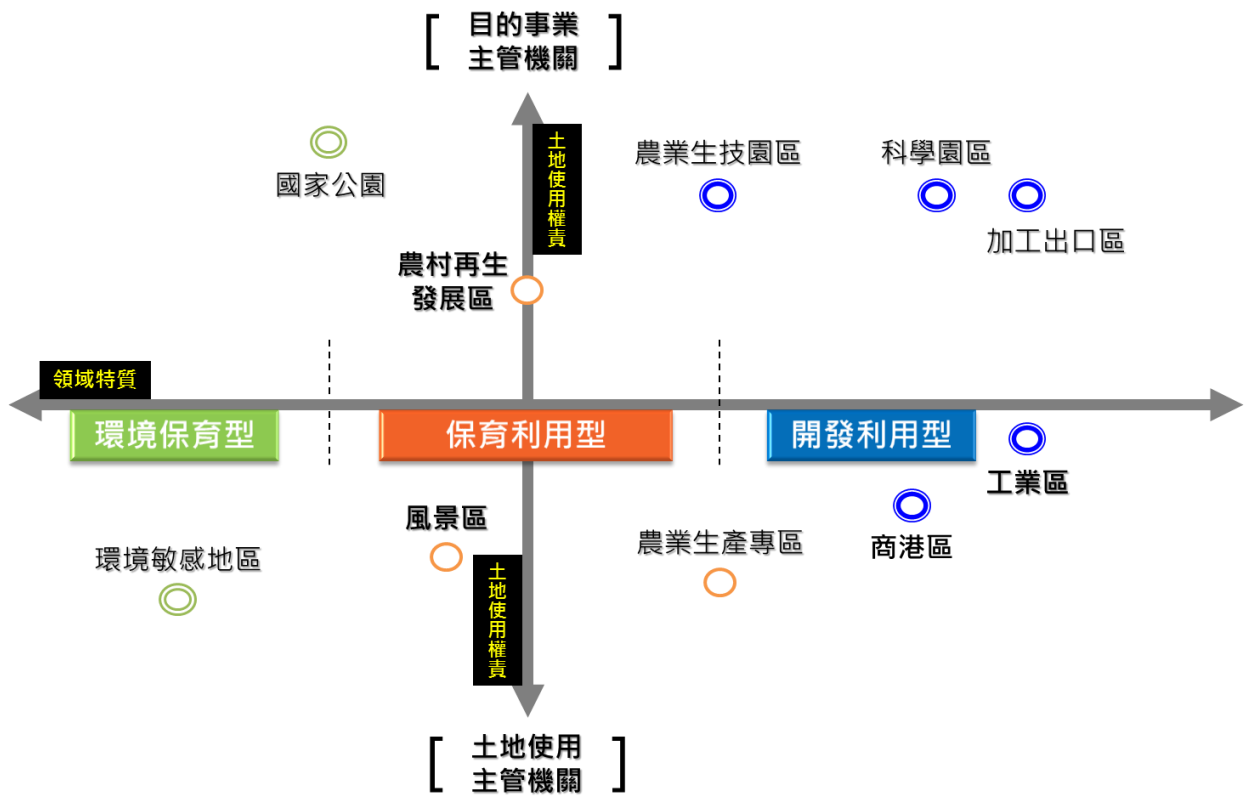 目的事業
主管機關
土地使用權責
農業生技園區
科學園區
國家公園
加工出口區
農村再生
發展區
領域特質
環境保育型
保育利用型
開發利用型
工業區
風景區
商港區
農業生產專區
環境敏感地區
土地使用權責
土地使用
主管機關